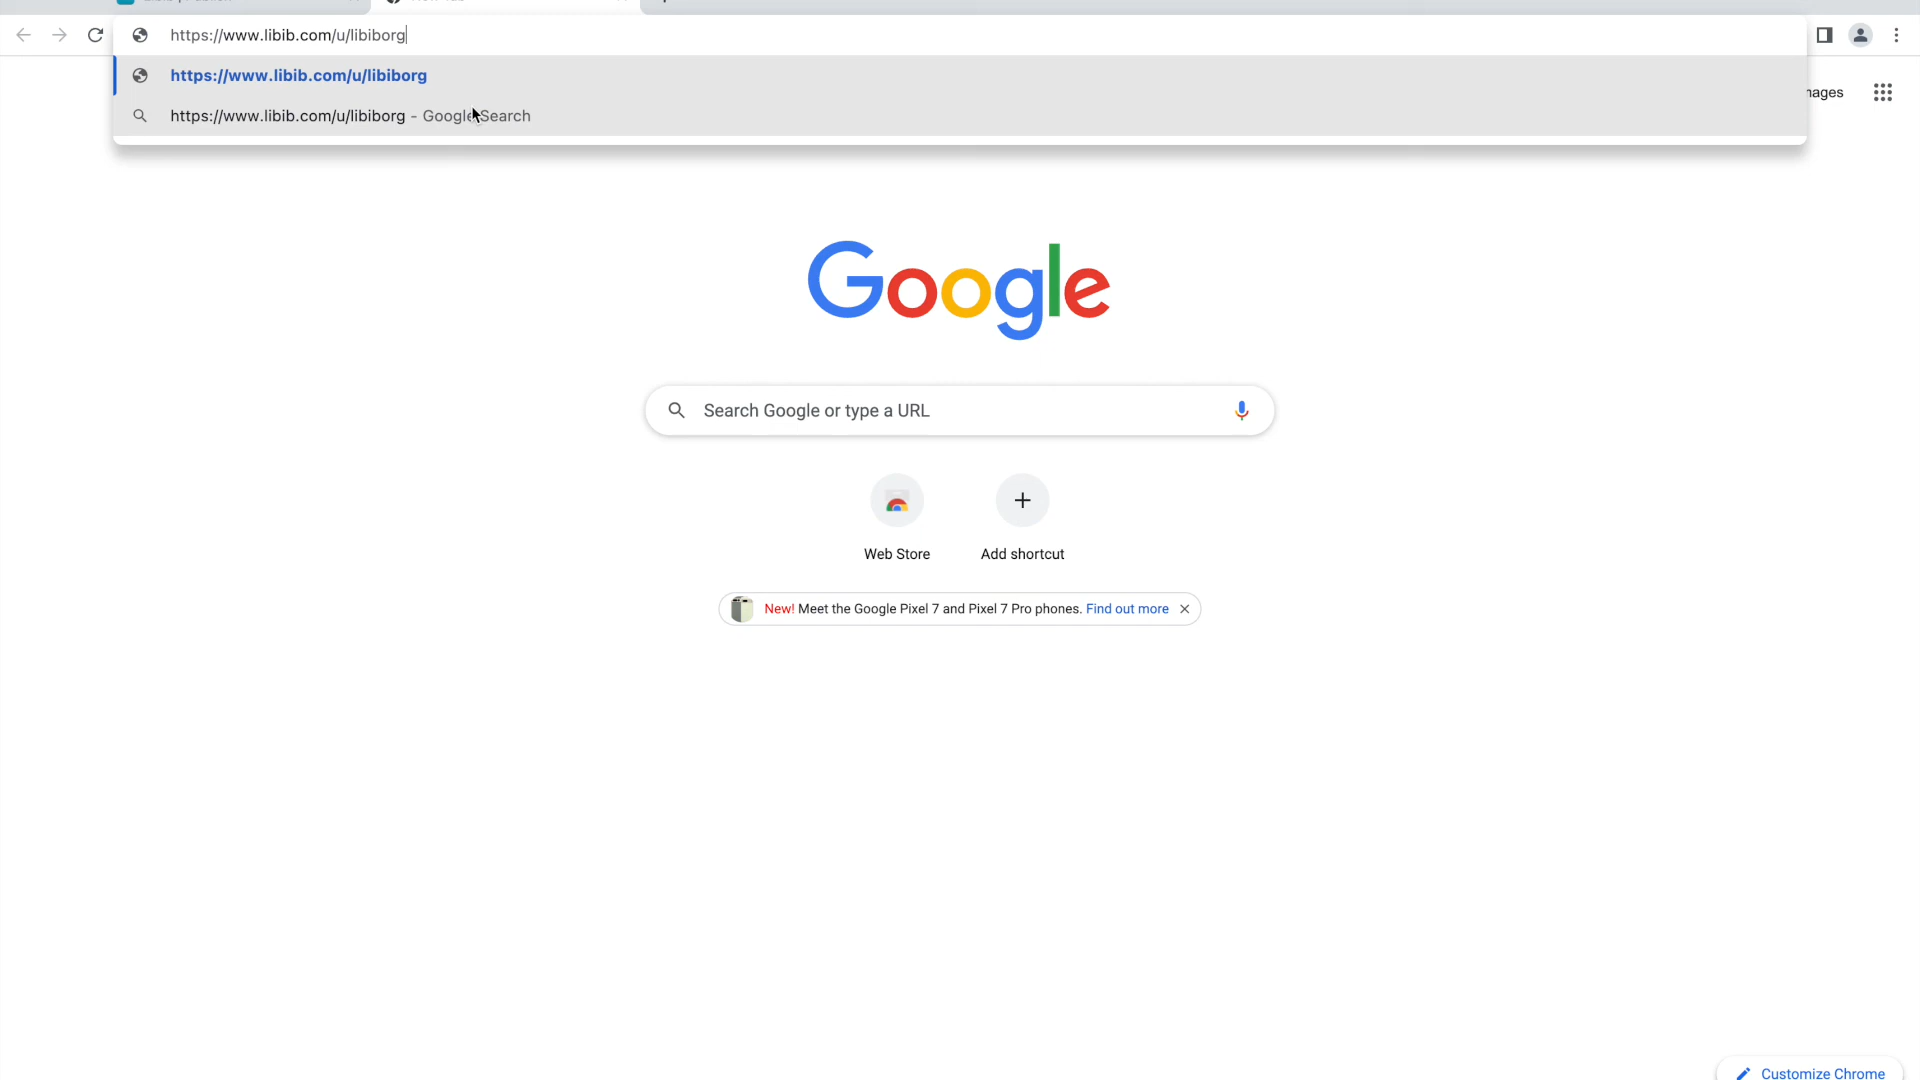 https://www.libib.com/u/libiborg
https://www.libib.com/u/libiborg
https://www.libib.com/u/libiborg - Google Search
Google
Search Google or type a URL
Web Store
Add shortcut
New! Meet the Google Pixel 7 and Pixel 7 Pro phones. Find out more
Customize Chrome